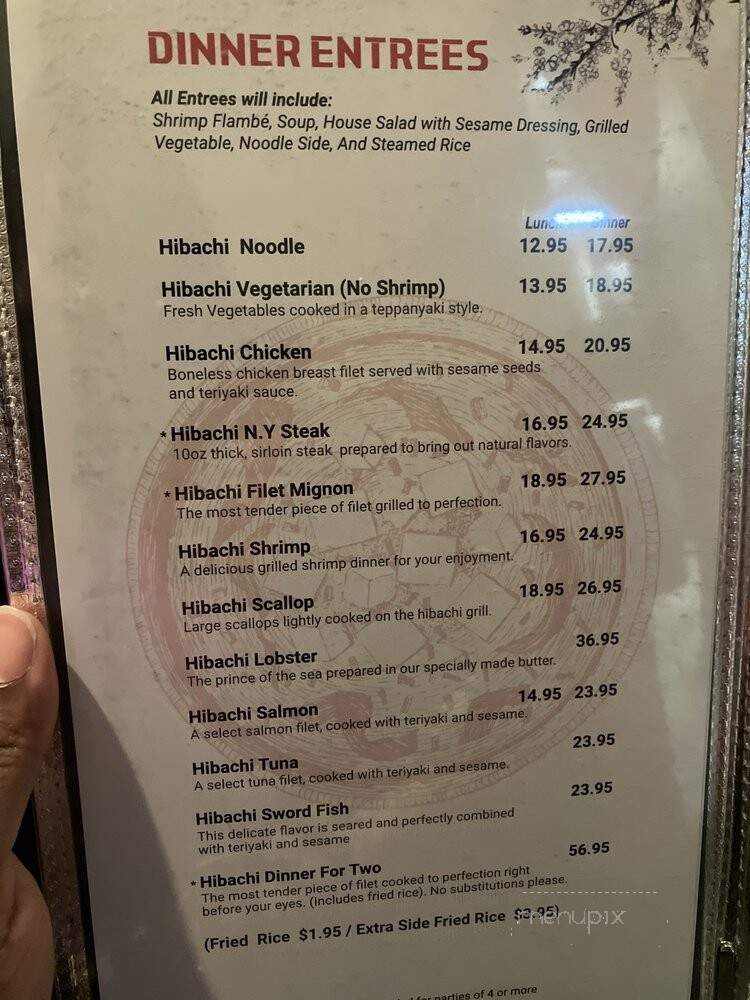 DINNER ENTREES
All Entrees will include:
Shrimp Flambé, Soup, House Salad with Sesame Dressing, Grilled
Vegetable, Noodle Side, And Steamed Rice
Lunch Dinner
Hibachi Noodle 12.95 17.95
Hibachi Vegetarian (No Shrimp) 13.95 18.95
Fresh Vegetables cooked in a teppanyaki style.
Hibachi Chicken 14.95 20.95
Boneless chicken breast filet served with sesame seeds
and teriyaki sauce.
* Hibachi N.Y Steak 16.95 24.95
10oz thick, sirloin steak prepared to bring out natural flavors.
* Hibachi Filet Mignon 18.95 27.95
The most tender piece of filet grilled to perfection.
Hibachi Shrimp 16.95 24.95
A delicious grilled shrimp dinner for your enjoyment.
Hibachi Scallop 18.95 26.95
Large scallops lightly cooked on the hibachi grill.
Hibachi Lobster 36.95
The prince of the sea prepared in our specially made butter.
Hibachi Salmon 14.95 23.95
A select salmon filet, cooked with teriyaki and sesame.
Hibachi Tuna 23.95
A select tuna filet, cooked with teriyaki and sesame.
Hibachi Sword Fish 23.95
This delicate flavor is seared and perfectly combined
with teriyaki and sesame
* Hibachi Dinner For Two 56.95
The most tender piece of filet cooked to perfection right
before your eyes. (Includes fried rice). No substitutions please.
(Fried Rice $1.95 / Extra Side Fried Rice $3.95)
menupix
for parties of 4 or more